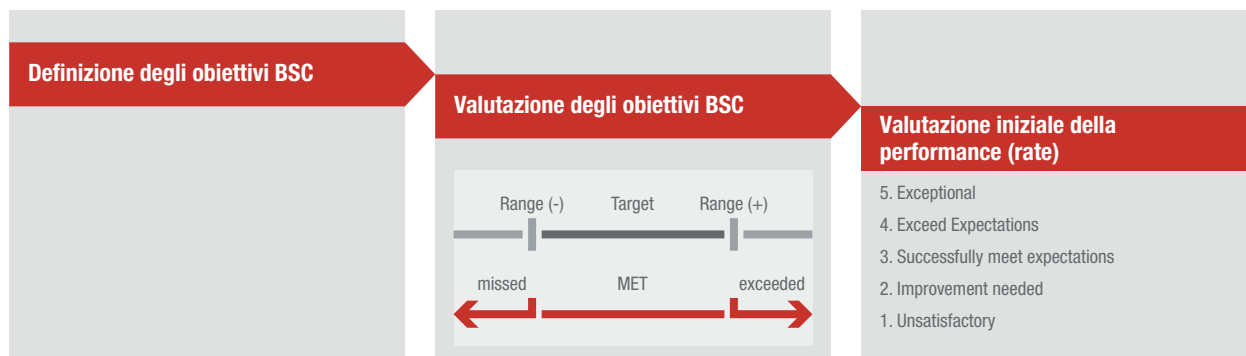 Definizione degli obiettivi BSC
Valutazione degli obiettivi BSC
Range (-) Target Range (+)
missed MET exceeded
Valutazione iniziale della
performance (rate)
5. Exceptional
4. Exceed Expectations
3. Successfully meet expectations
2. Improvement needed
1. Unsatisfactory